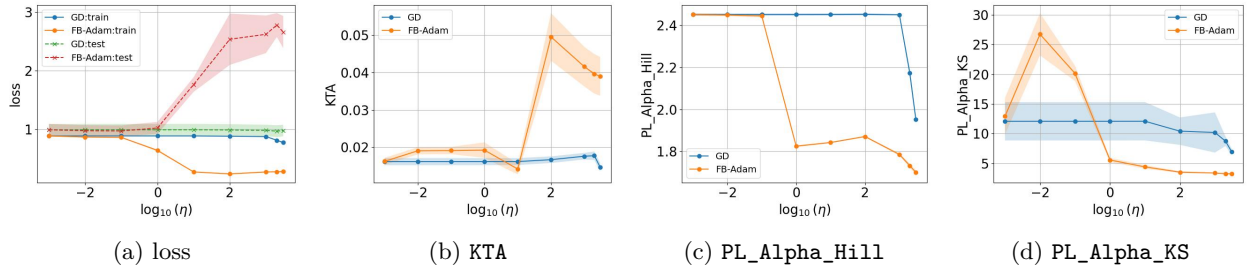 loss
3
2
1
GD:train
FB-Adam:train
GD:test
FB-Adam:test
−2 0 2
log₁₀ (η)
(a) loss
KTA
0.05
0.04
0.03
0.02
GD
FB-Adam
−2 0 2
log₁₀ (η)
(b) KTA
PL_Alpha_Hill
2.4
2.2
2.0
1.8
GD
FB-Adam
−2 0 2
log₁₀ (η)
(c) PL_Alpha_Hill
PL_Alpha_KS
30
25
20
15
10
5
GD
FB-Adam
−2 0 2
log₁₀ (η)
(d) PL_Alpha_KS